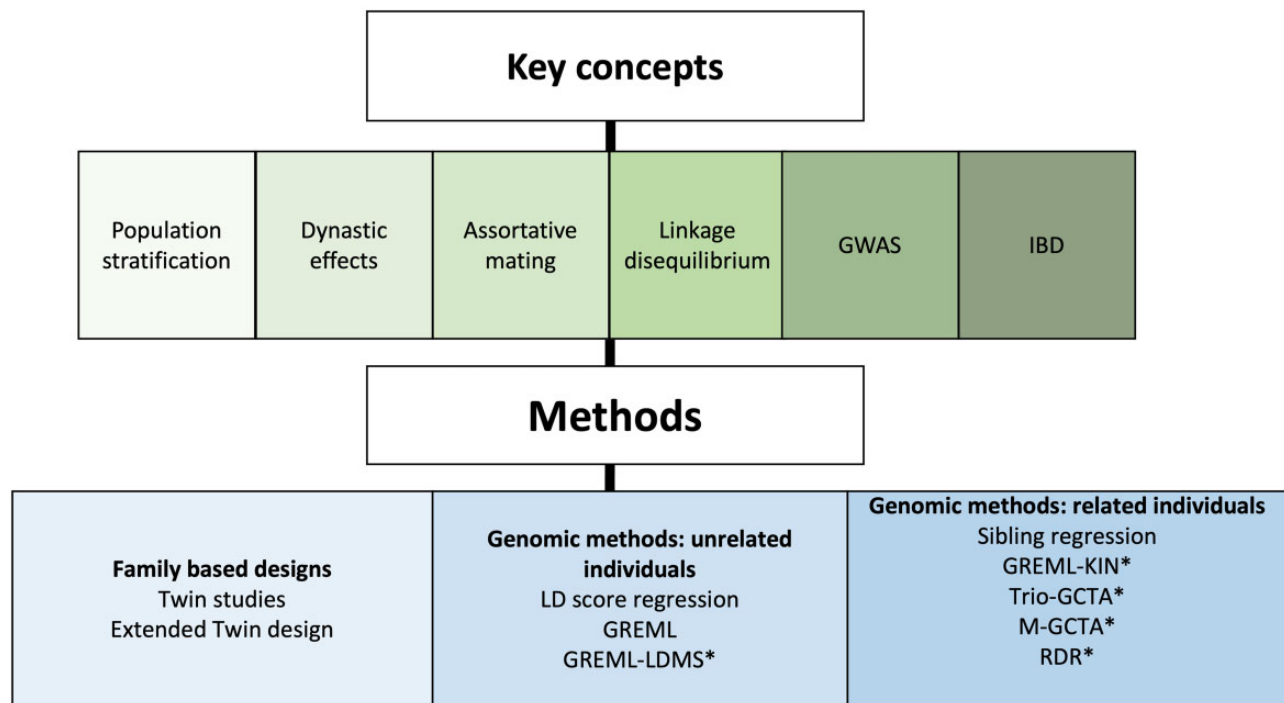 Key concepts
Population
stratification
Dynastic
effects
Assortative
mating
Linkage
disequilibrium
GWAS
IBD
Methods
Family based designs
Twin studies
Extended Twin design
Genomic methods: unrelated
individuals
LD score regression
GREML
GREML-LDMS*
Genomic methods: related individuals
Sibling regression
GREML-KIN*
Trio-GCTA*
M-GCTA*
RDR*